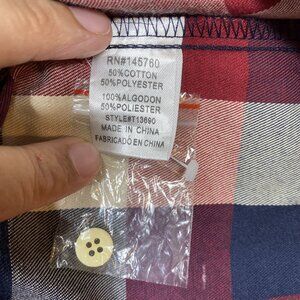 RN#145760
50%COTTON
50%POLYESTER
100%ALGODON
50%POLIESTER
STYLE#T13690
MADE IN CHINA
FABRICADO EN CHINA